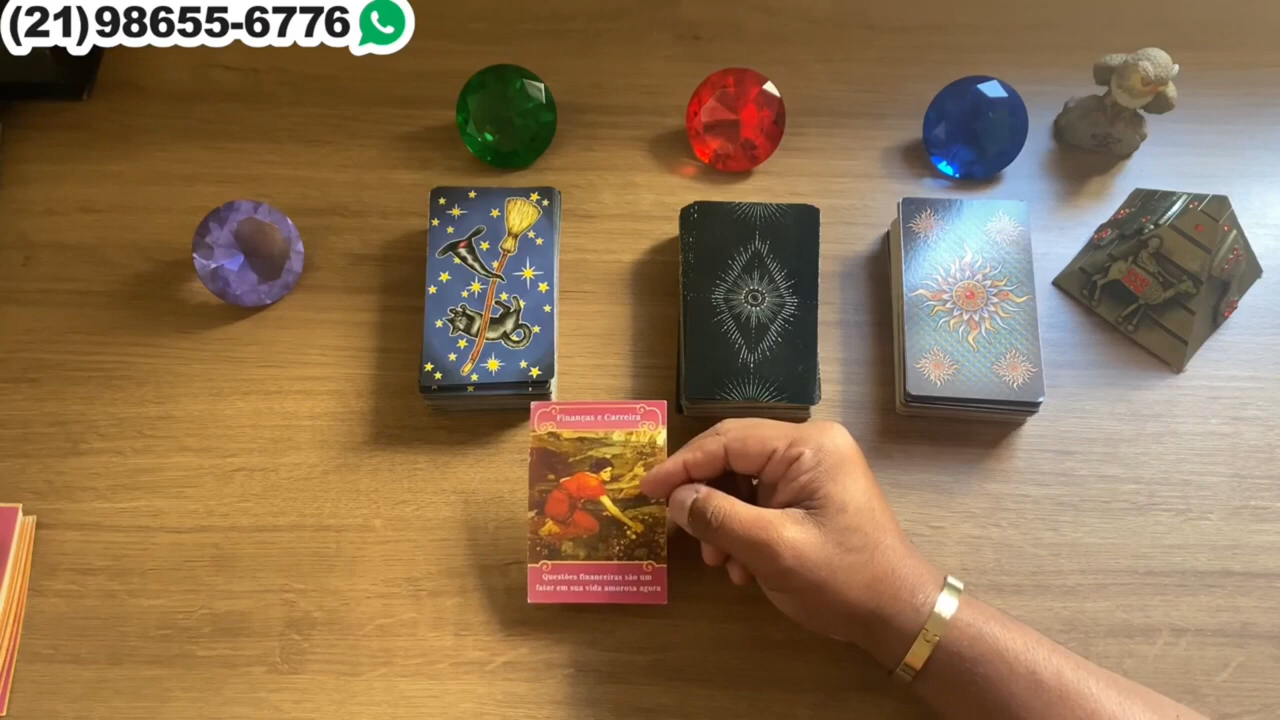 (21)98655-6776
Finanças e Carreira
Questões financeiras são um
fator em sua vida amorosa agora